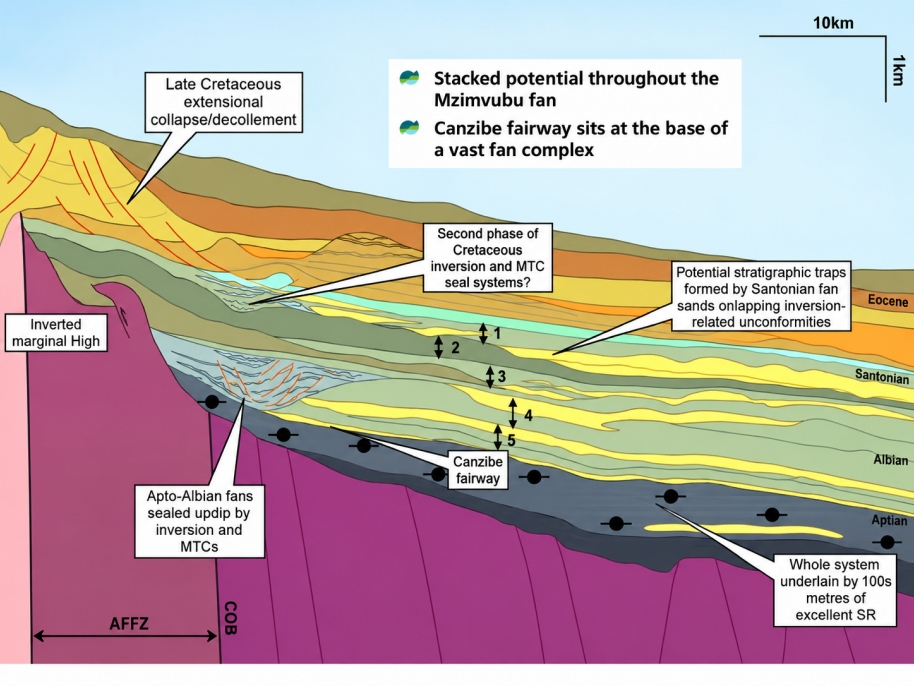 10km
1km
Stacked potential throughout the
Mzimvubu fan
Canzibe fairway sits at the base of
a vast fan complex
Late Cretaceous
extensional
collapse/decollement
Second phase of
Cretaceous
inversion and MTC
seal systems?
Potential stratigraphic traps
formed by Santonian fan
sands onlapping inversion-
related unconformities
Eocene
Inverted
marginal High
1
2
3
Santonian
4
5
Albian
Canzibe
fairway
Apto-Albian fans
sealed updip by
inversion and
MTCs
Aptian
Whole system
underlain by 100s
metres of
excellent SR
AFFZ
COB